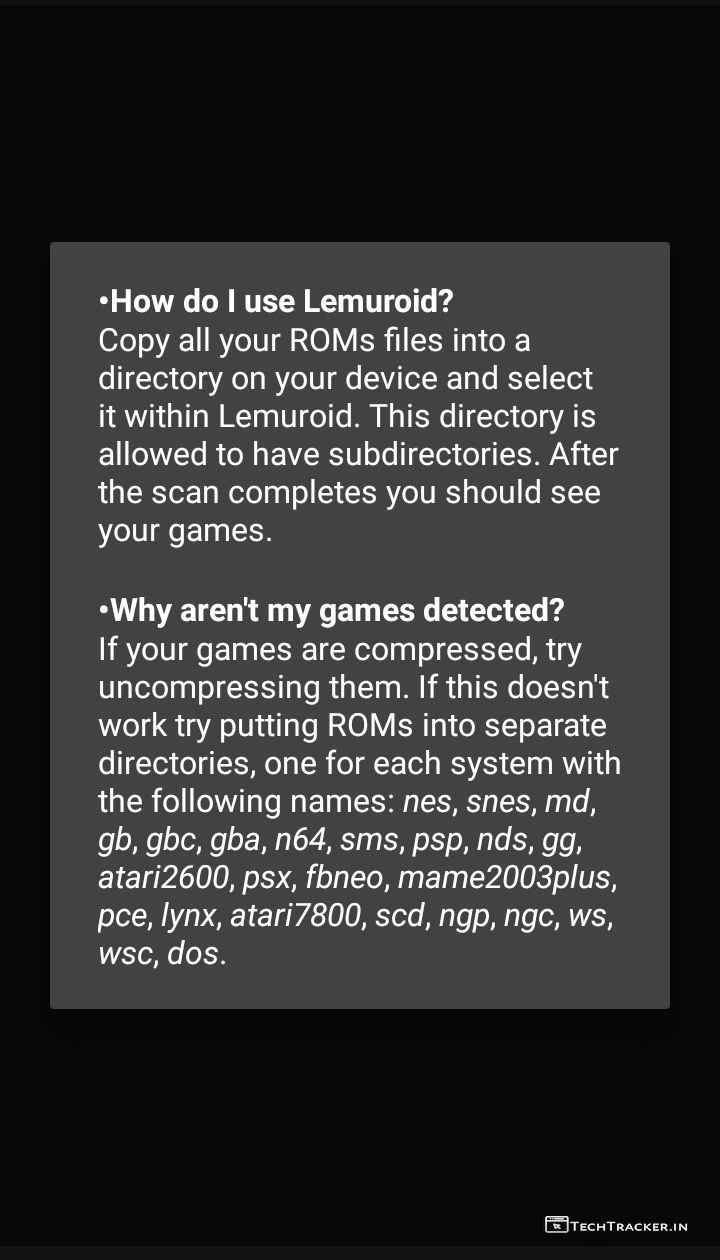 •How do I use Lemuroid?
Copy all your ROMs files into a
directory on your device and select
it within Lemuroid. This directory is
allowed to have subdirectories. After
the scan completes you should see
your games.
•Why aren't my games detected?
If your games are compressed, try
uncompressing them. If this doesn't
work try putting ROMs into separate
directories, one for each system with
the following names: nes, snes, md,
gb, gbc, gba, n64, sms, psp, nds, gg,
atari2600, psx, fbneo, mame2003plus,
pce, lynx, atari7800, scd, ngp, ngc, ws,
wsc, dos.
TECHTRACKER.IN